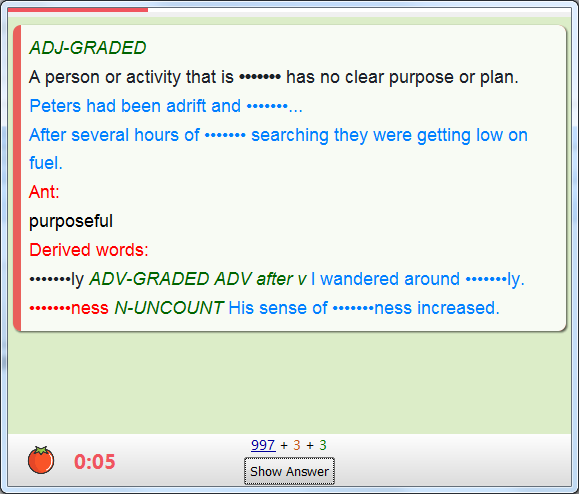 ADJ-GRADED
A person or activity that is ••••••• has no clear purpose or plan.
Peters had been adrift and •••••••...
After several hours of ••••••• searching they were getting low on
fuel.
Ant:
purposeful
Derived words:
•••••••ly ADV-GRADED ADV after v I wandered around •••••••ly.
•••••••ness N-UNCOUNT His sense of •••••••ness increased.
0:05
997 + 3 + 3
Show Answer